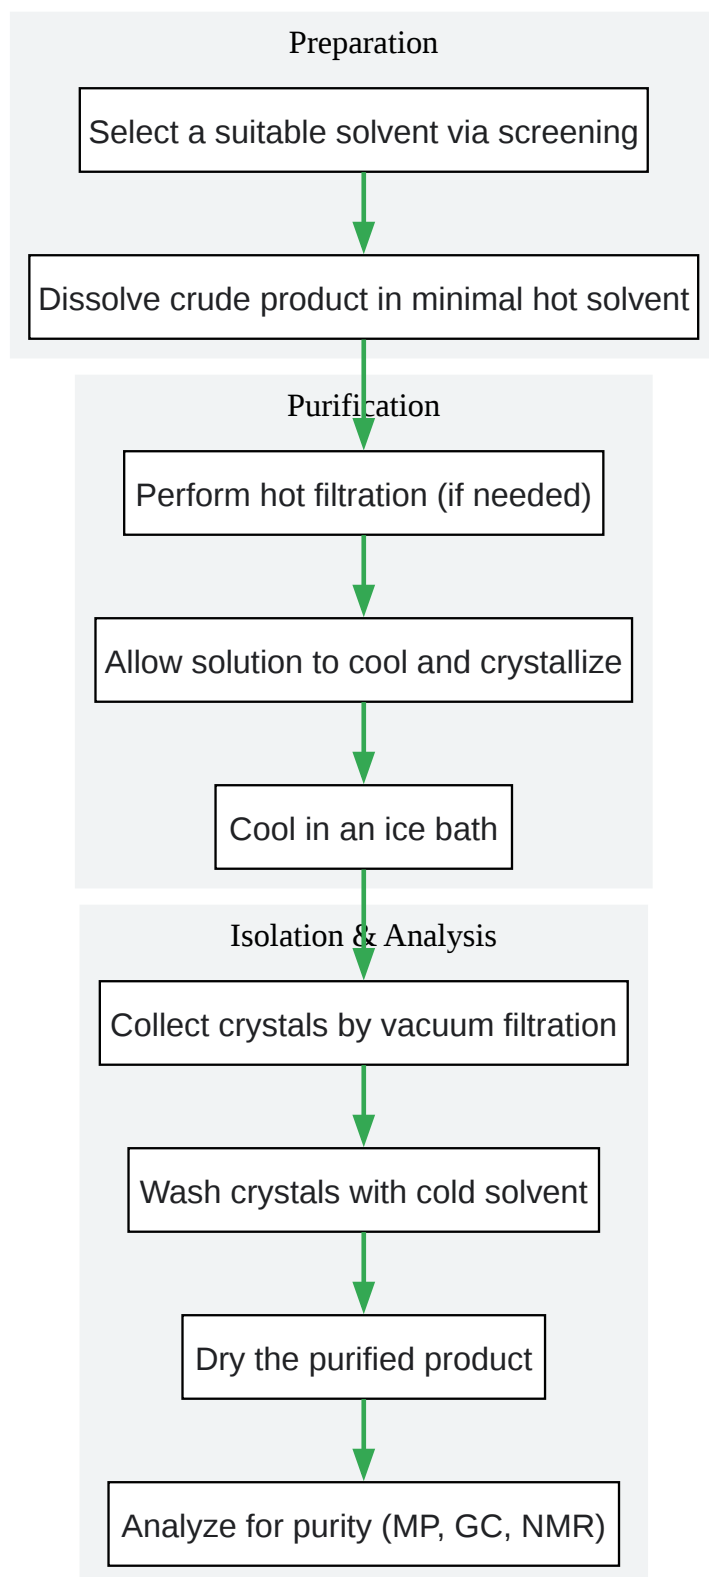 Preparation
Select a suitable solvent via screening
Dissolve crude product in minimal hot solvent
Purification
Perform hot filtration (if needed)
Allow solution to cool and crystallize
Cool in an ice bath
Isolation & Analysis
Collect crystals by vacuum filtration
Wash crystals with cold solvent
Dry the purified product
Analyze for purity (MP, GC, NMR)